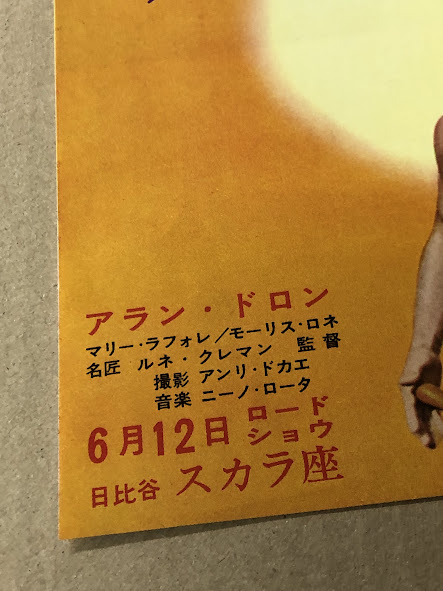 アラン・ドロン
マリー・ラフォレ／モーリス・ロネ
名匠 ルネ・クレマン 監督
撮影 アンリ・ドカエ
音楽 ニーノ・ロータ
6月12日 ロードショウ
日比谷 スカラ座